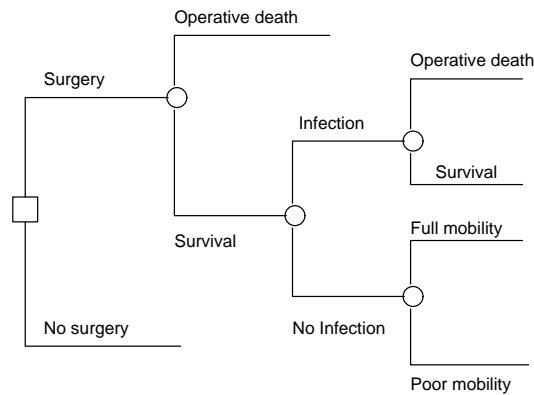 Operative death
Surgery
Operative death
Infection
Survival
Survival
Full mobility
No surgery
No Infection
Poor mobility